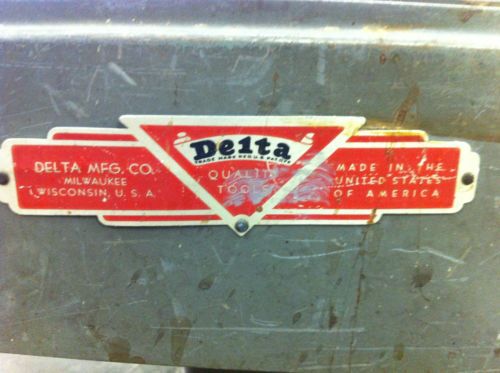 Delta
TRADE MARK REG. U.S. PAT. OFF.
QUALITY
TOOLS
DELTA MFG. CO.
MILWAUKEE
WISCONSIN, U. S. A.
MADE IN THE
UNITED STATES
OF AMERICA